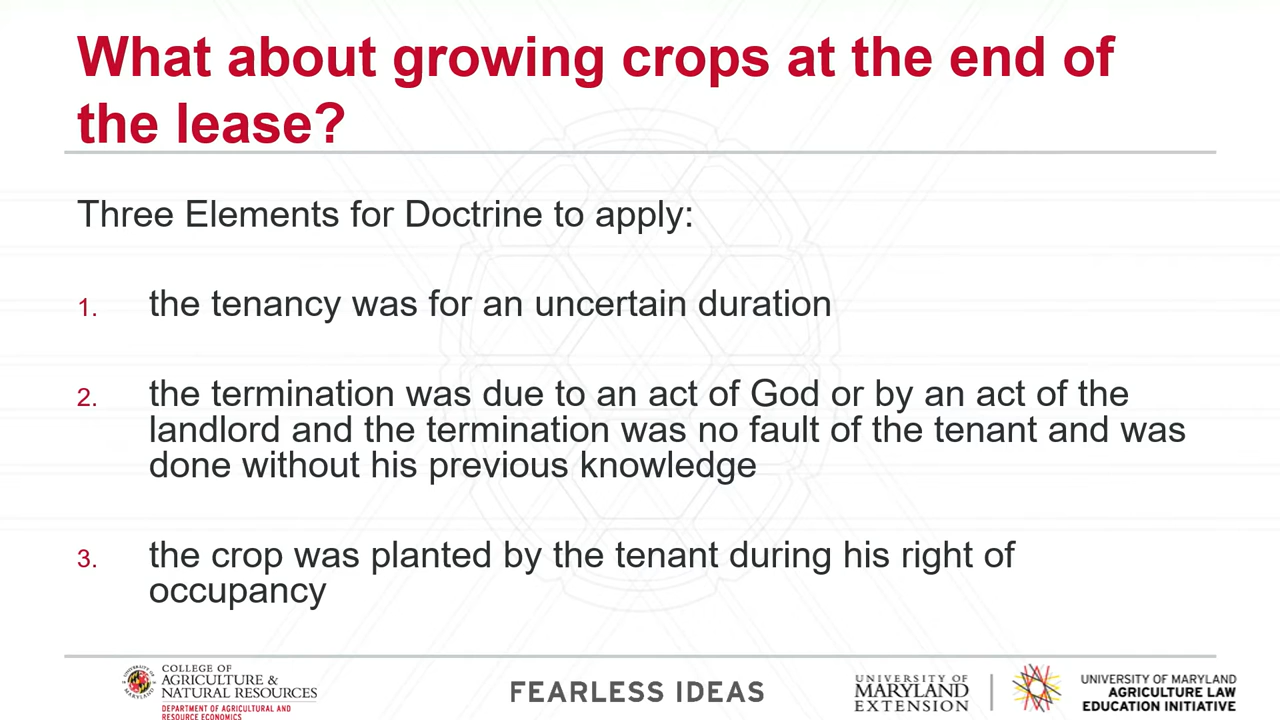 What about growing crops at the end of
the lease?
Three Elements for Doctrine to apply:
1. the tenancy was for an uncertain duration
2. the termination was due to an act of God or by an act of the
landlord and the termination was no fault of the tenant and was
done without his previous knowledge
3. the crop was planted by the tenant during his right of
occupancy
COLLEGE OF
AGRICULTURE &
NATURAL RESOURCES
DEPARTMENT OF AGRICULTURAL AND
RESOURCE ECONOMICS
FEARLESS IDEAS
UNIVERSITY OF
MARYLAND
EXTENSION
UNIVERSITY OF MARYLAND
AGRICULTURE LAW
EDUCATION INITIATIVE